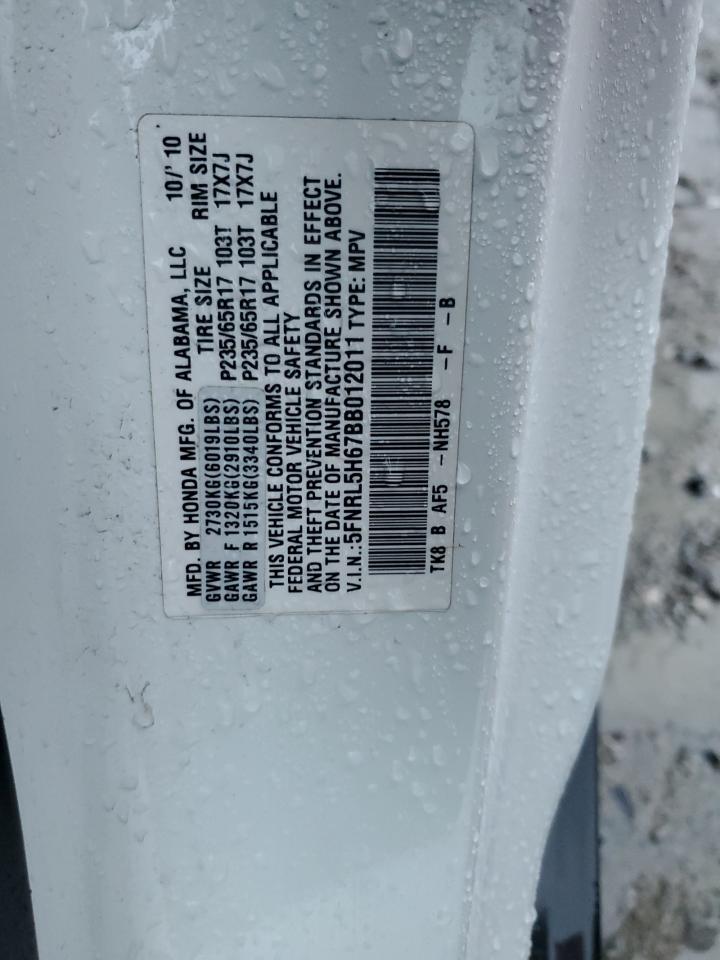 MFD. BY HONDA MFG. OF ALABAMA, LLC 10/'10
TIRE SIZE RIM SIZE
GVWR 2730KG(6019LBS)
GAWR F 1320KG(2910LBS) P235/65R17 103T 17X7J
GAWR R 1515KG(3340LBS) P235/65R17 103T 17X7J
THIS VEHICLE CONFORMS TO ALL APPLICABLE
FEDERAL MOTOR VEHICLE SAFETY
AND THEFT PREVENTION STANDARDS IN EFFECT
ON THE DATE OF MANUFACTURE SHOWN ABOVE.
V.I.N.:5FNRL5H67BB012011 TYPE: MPV
TK8 B AF5 -NH578 -F -B